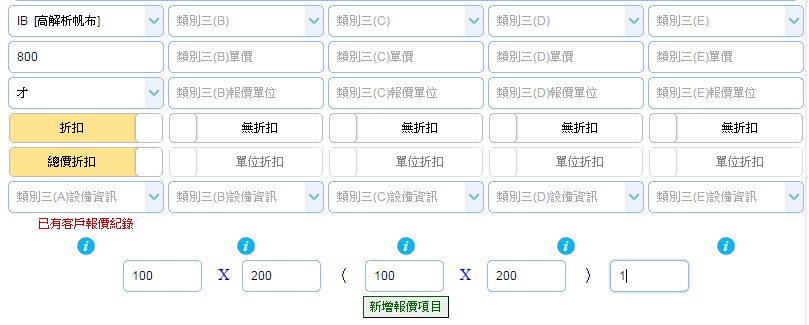 IB [高解析帆布] 類別三(B) 類別三(C) 類別三(D) 類別三(E)
800 類別三(B)單價 類別三(C)單價 類別三(D)單價 類別三(E)單價
才 類別三(B)報價單位 類別三(C)報價單位 類別三(D)報價單位 類別三(E)報價單位
折扣 無折扣 無折扣 無折扣 無折扣
總價折扣 單位折扣 單位折扣 單位折扣 單位折扣
類別三(A)設備資訊 類別三(B)設備資訊 類別三(C)設備資訊 類別三(D)設備資訊 類別三(E)設備資訊
已有客戶報價紀錄
i i i i i
100 X 200 ( 100 X 200 ) 1
新增報價項目